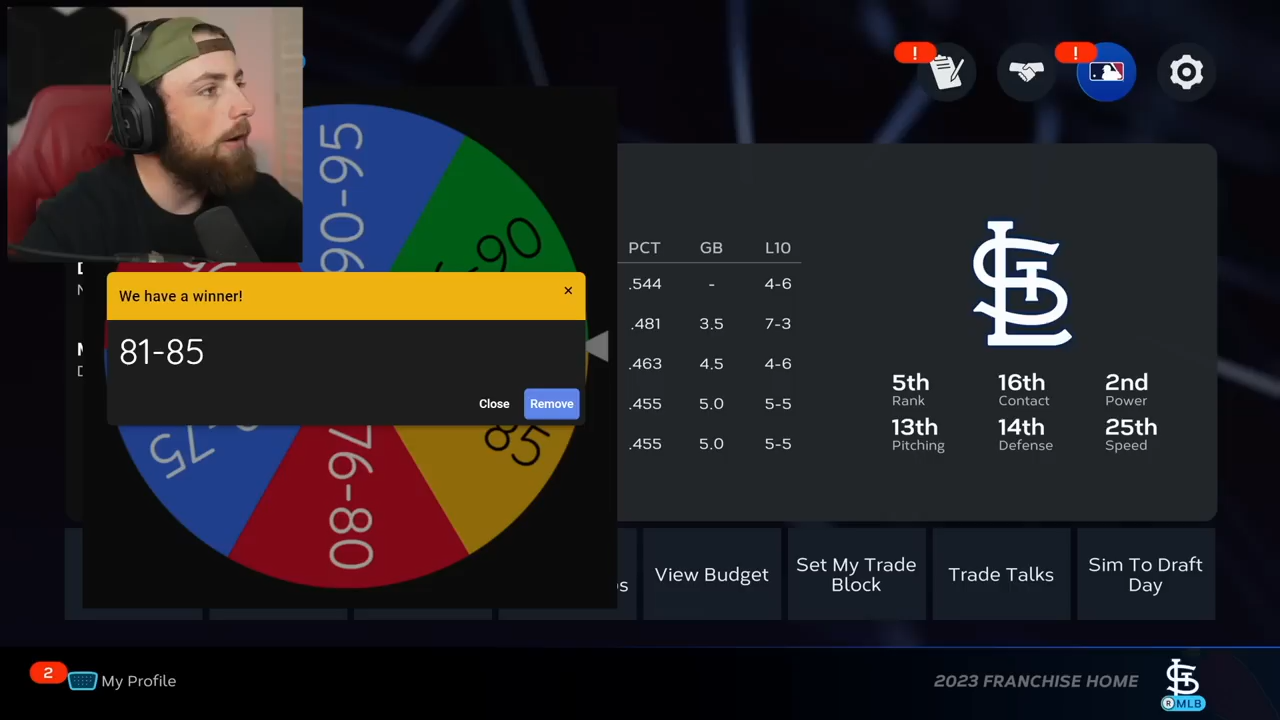 90-95
-90
We have a winner!
×
81-85
Close
Remove
-75
76-80
85
PCT GB L10
.544 - 4-6
.481 3.5 7-3
.463 4.5 4-6
.455 5.0 5-5
.455 5.0 5-5
STL
5th 16th 2nd
Rank Contact Power
13th 14th 25th
Pitching Defense Speed
View Budget
Set My Trade
Block
Trade Talks
Sim To Draft
Day
2
My Profile
2023 FRANCHISE HOME
STL
R MLB
! !